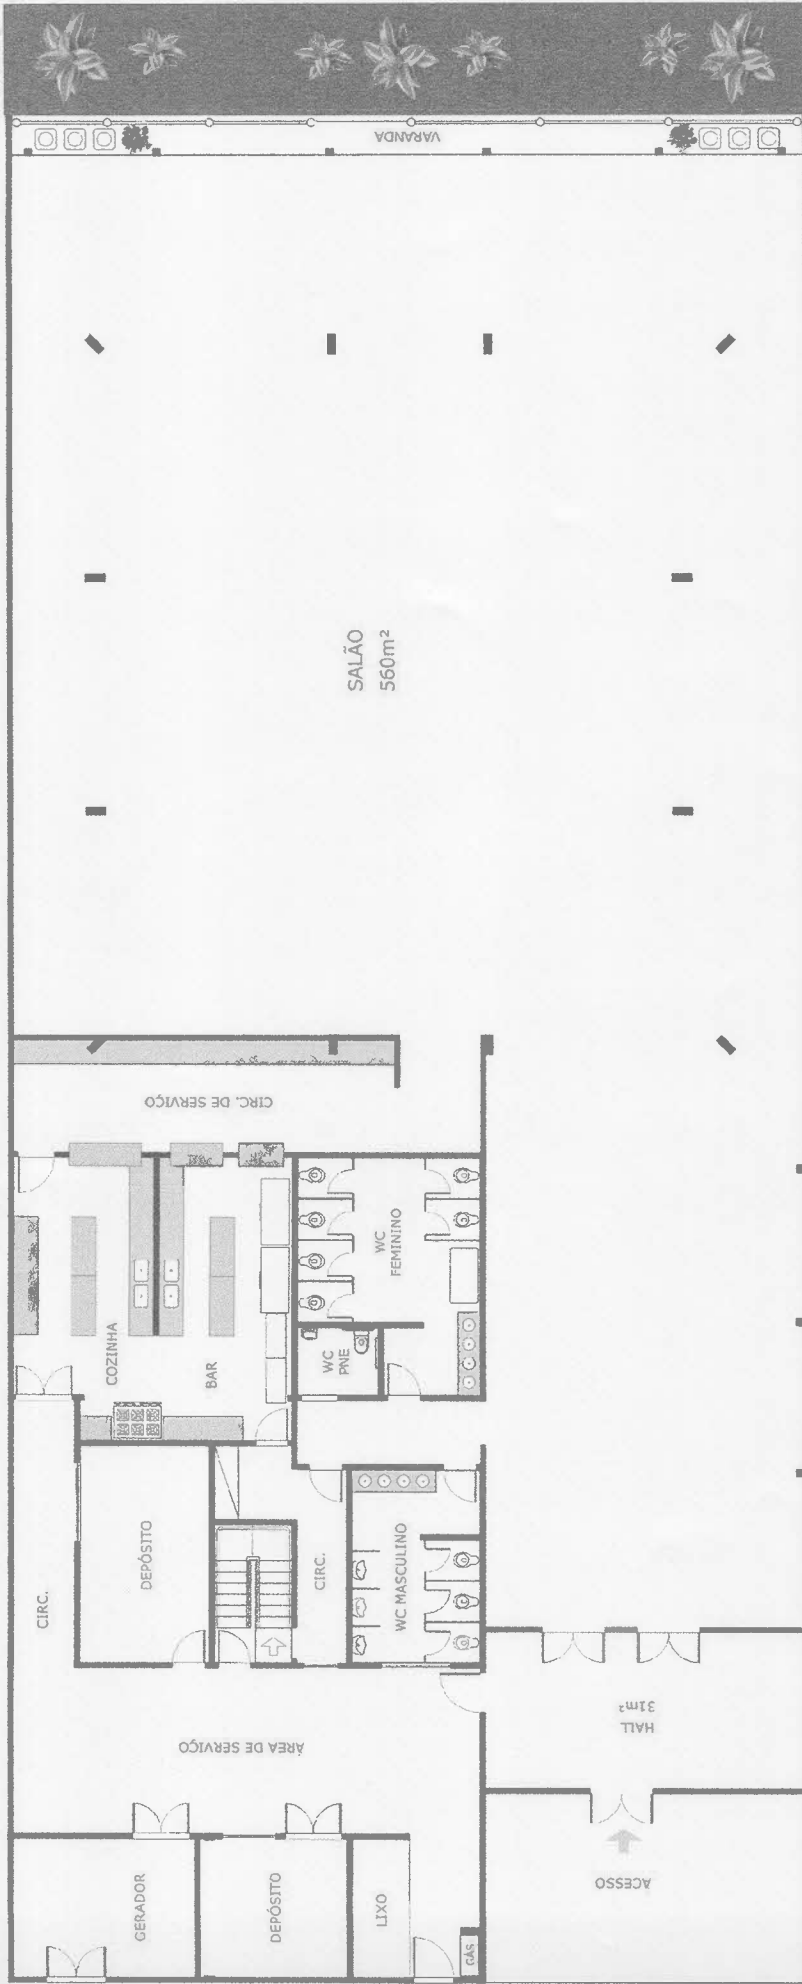 VARANDA
SALÃO
560m²
CIRC. DE SERVIÇO
COZINHA
BAR
WC
FEMININO
WC
PNE
DEPÓSITO
CIRC.
CIRC.
WC MASCULINO
ÁREA DE SERVIÇO
HALL
31m²
GERADOR
DEPÓSITO
LIXO
GÁS
ACESSO